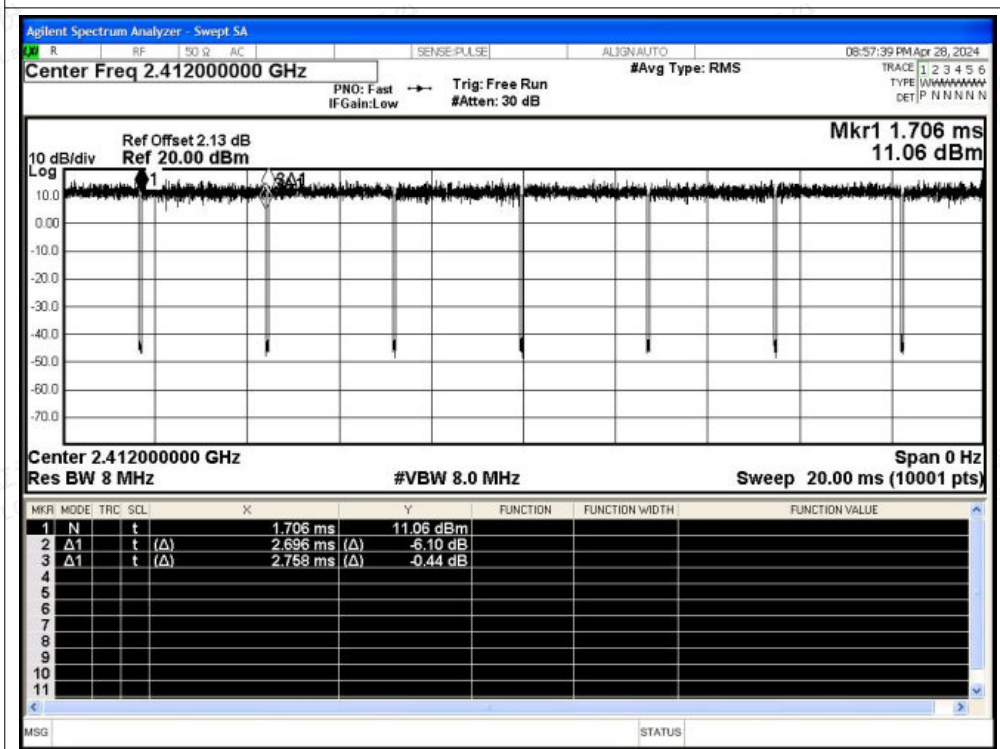 Agilent Spectrum Analyzer - Swept SA
LXI R RF 50 Ω AC SENSE:PULSE ALIGN AUTO 08:57:39 PM Apr 28, 2024
Center Freq 2.412000000 GHz #Avg Type: RMS TRACE 1 2 3 4 5 6
PNO: Fast Trig: Free Run TYPE WWWWWW
IFGain:Low #Atten: 30 dB DET P N N N N N
Mkr1 1.706 ms
Ref Offset 2.13 dB
10 dB/div Ref 20.00 dBm 11.06 dBm
Log
1 3Δ1
10.0
0.00
-10.0
-20.0
-30.0
-40.0
-50.0
-60.0
-70.0
Center 2.412000000 GHz Span 0 Hz
Res BW 8 MHz #VBW 8.0 MHz Sweep 20.00 ms (10001 pts)
MKR MODE TRC SCL X Y FUNCTION FUNCTION WIDTH FUNCTION VALUE
1 N t 1.706 ms 11.06 dBm
2 Δ1 t (Δ) 2.696 ms (Δ) -6.10 dB
3 Δ1 t (Δ) 2.758 ms (Δ) -0.44 dB
4
5
6
7
8
9
10
11
MSG STATUS